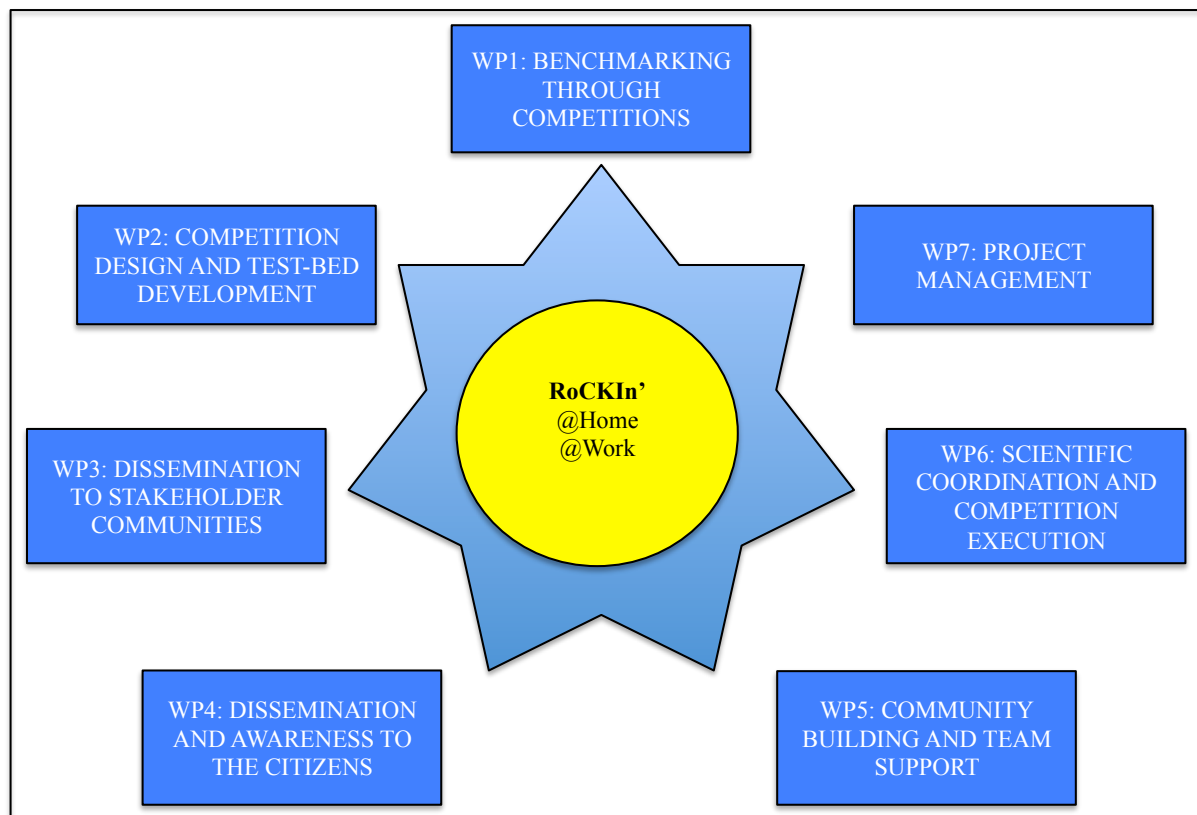 WP1: BENCHMARKING
THROUGH
COMPETITIONS
WP2: COMPETITION
DESIGN AND TEST-BED
DEVELOPMENT
WP7: PROJECT
MANAGEMENT
RoCKIn’
@Home
@Work
WP3: DISSEMINATION
TO STAKEHOLDER
COMMUNITIES
WP6: SCIENTIFIC
COORDINATION AND
COMPETITION
EXECUTION
WP4: DISSEMINATION
AND AWARENESS TO
THE CITIZENS
WP5: COMMUNITY
BUILDING AND TEAM
SUPPORT